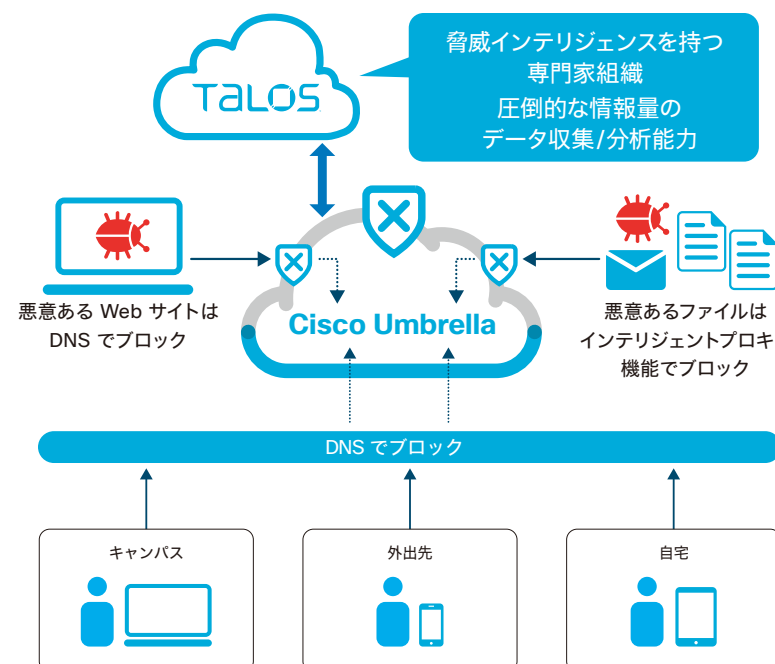 TALOS
脅威インテリジェンスを持つ
専門家組織
圧倒的な情報量の
データ収集/分析能力
悪意ある Web サイトは
DNS でブロック
Cisco Umbrella
悪意あるファイルは
インテリジェントプロキ
機能でブロック
DNS でブロック
キャンパス
外出先
自宅